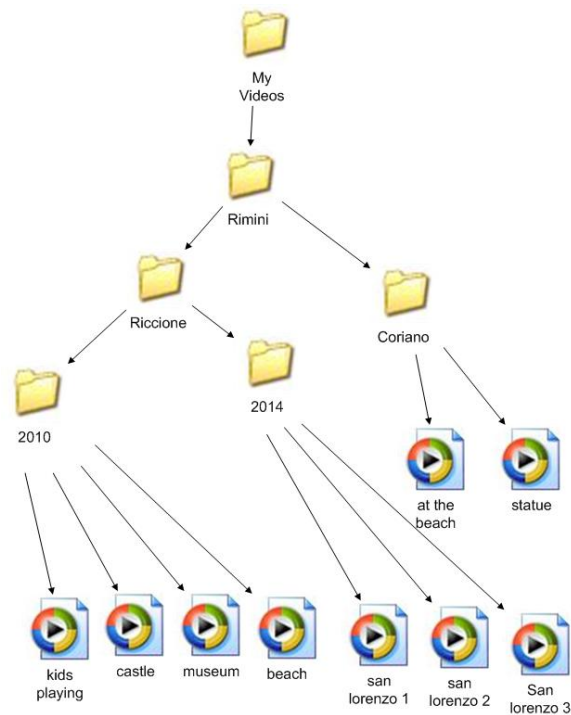 My
Videos
Rimini
Riccione
Coriano
2010
2014
at the
beach
statue
kids
playing
castle
museum
beach
san
lorenzo 1
san
lorenzo 2
San
lorenzo 3